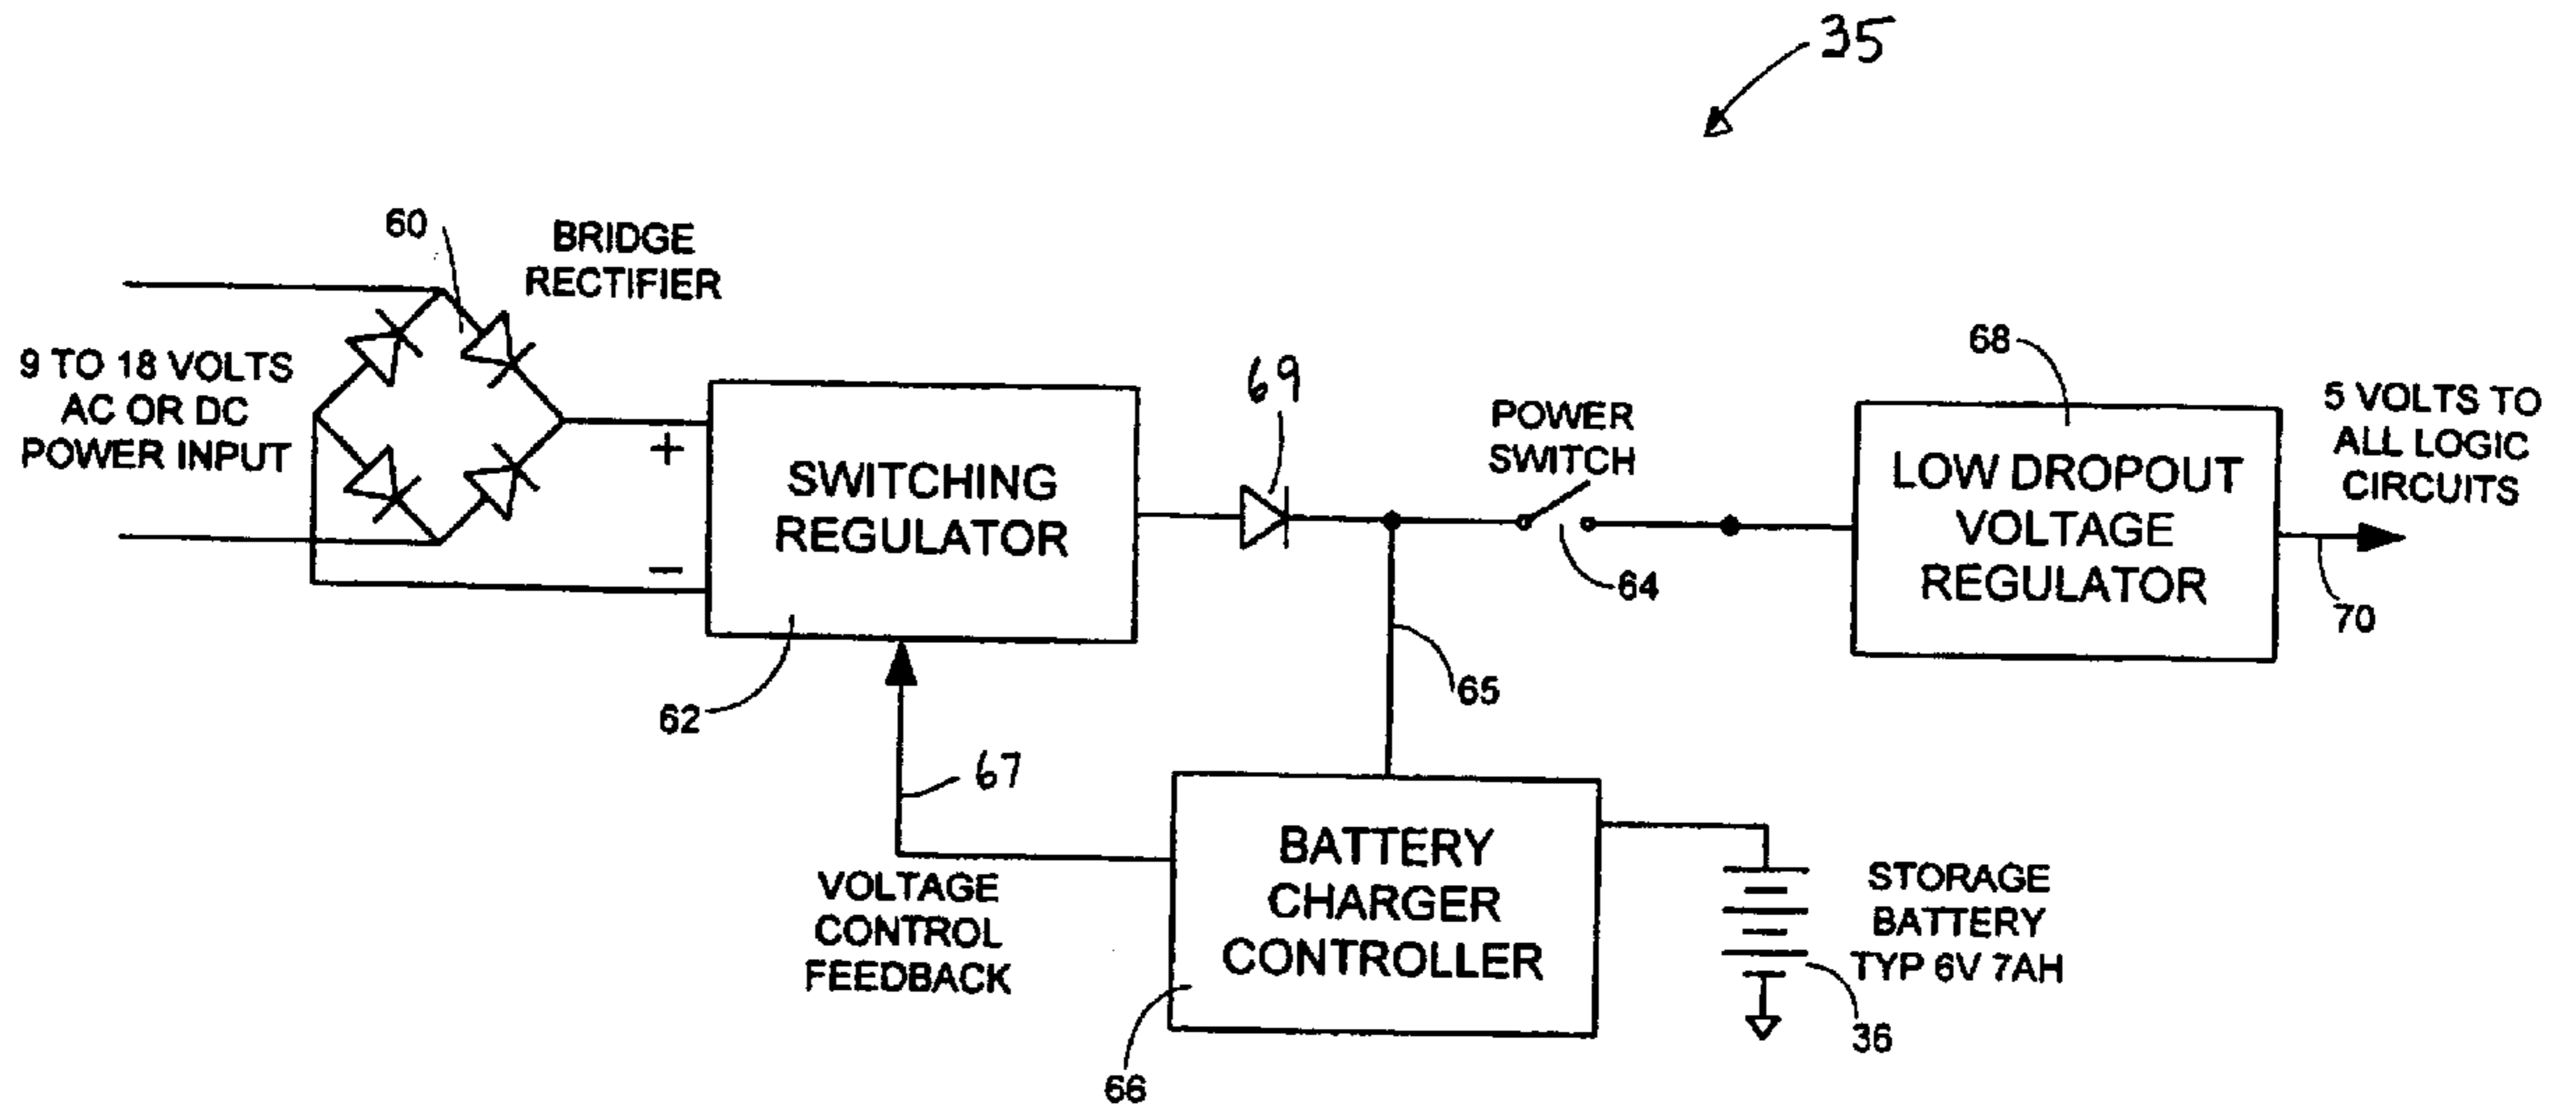 35
60
BRIDGE
RECTIFIER
9 TO 18 VOLTS
AC OR DC
POWER INPUT
+
−
SWITCHING
REGULATOR
62
69
POWER
SWITCH
64
68
LOW DROPOUT
VOLTAGE
REGULATOR
5 VOLTS TO
ALL LOGIC
CIRCUITS
70
65
67
VOLTAGE
CONTROL
FEEDBACK
BATTERY
CHARGER
CONTROLLER
66
STORAGE
BATTERY
TYP 6V 7AH
36